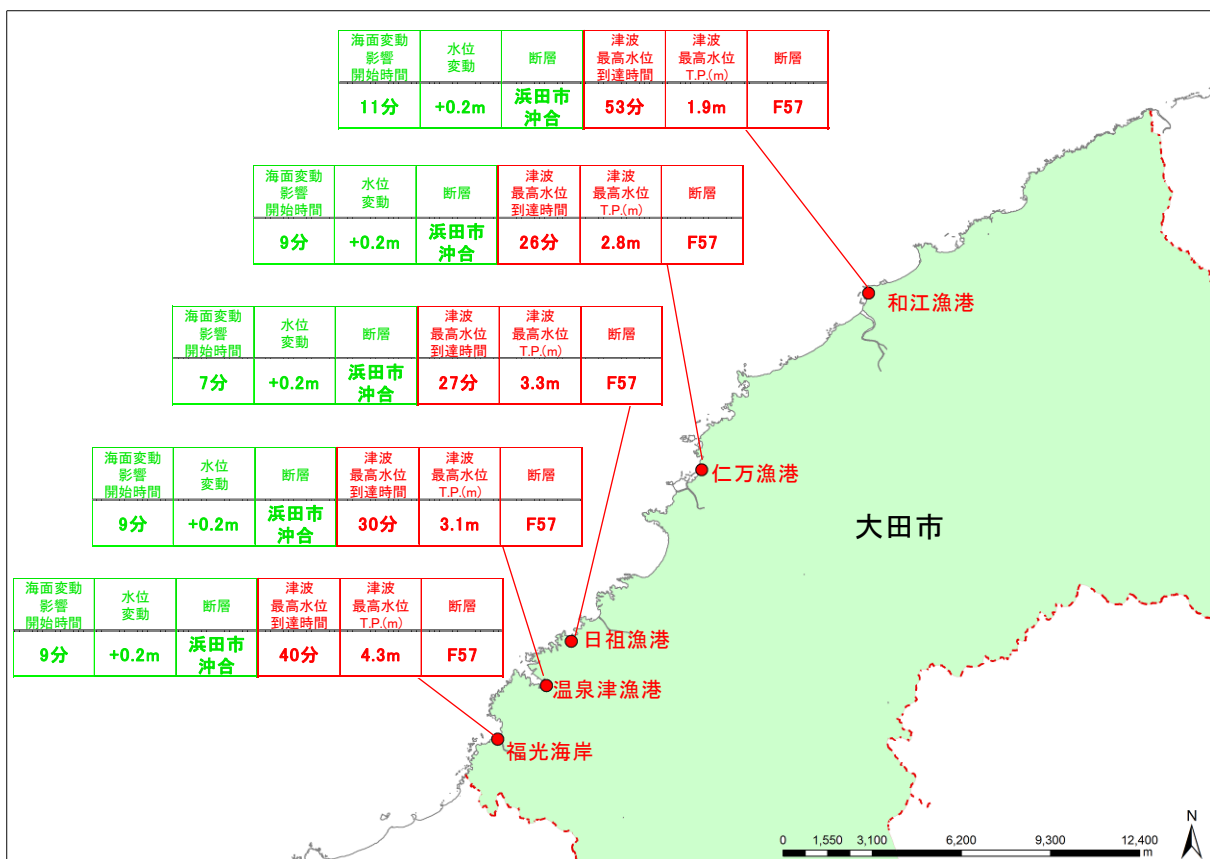 海面変動
影響
開始時間
水位
変動
断層
津波
最高水位
到達時間
津波
最高水位
T.P.(m)
断層
11分
+0.2m
浜田市
沖合
53分
1.9m
F57
海面変動
影響
開始時間
水位
変動
断層
津波
最高水位
到達時間
津波
最高水位
T.P.(m)
断層
9分
+0.2m
浜田市
沖合
26分
2.8m
F57
和江漁港
海面変動
影響
開始時間
水位
変動
断層
津波
最高水位
到達時間
津波
最高水位
T.P.(m)
断層
7分
+0.2m
浜田市
沖合
27分
3.3m
F57
仁万漁港
海面変動
影響
開始時間
水位
変動
断層
津波
最高水位
到達時間
津波
最高水位
T.P.(m)
断層
9分
+0.2m
浜田市
沖合
30分
3.1m
F57
大田市
海面変動
影響
開始時間
水位
変動
断層
津波
最高水位
到達時間
津波
最高水位
T.P.(m)
断層
9分
+0.2m
浜田市
沖合
40分
4.3m
F57
日祖漁港
温泉津漁港
福光海岸
N
0 1,550 3,100 6,200 9,300 12,400
m